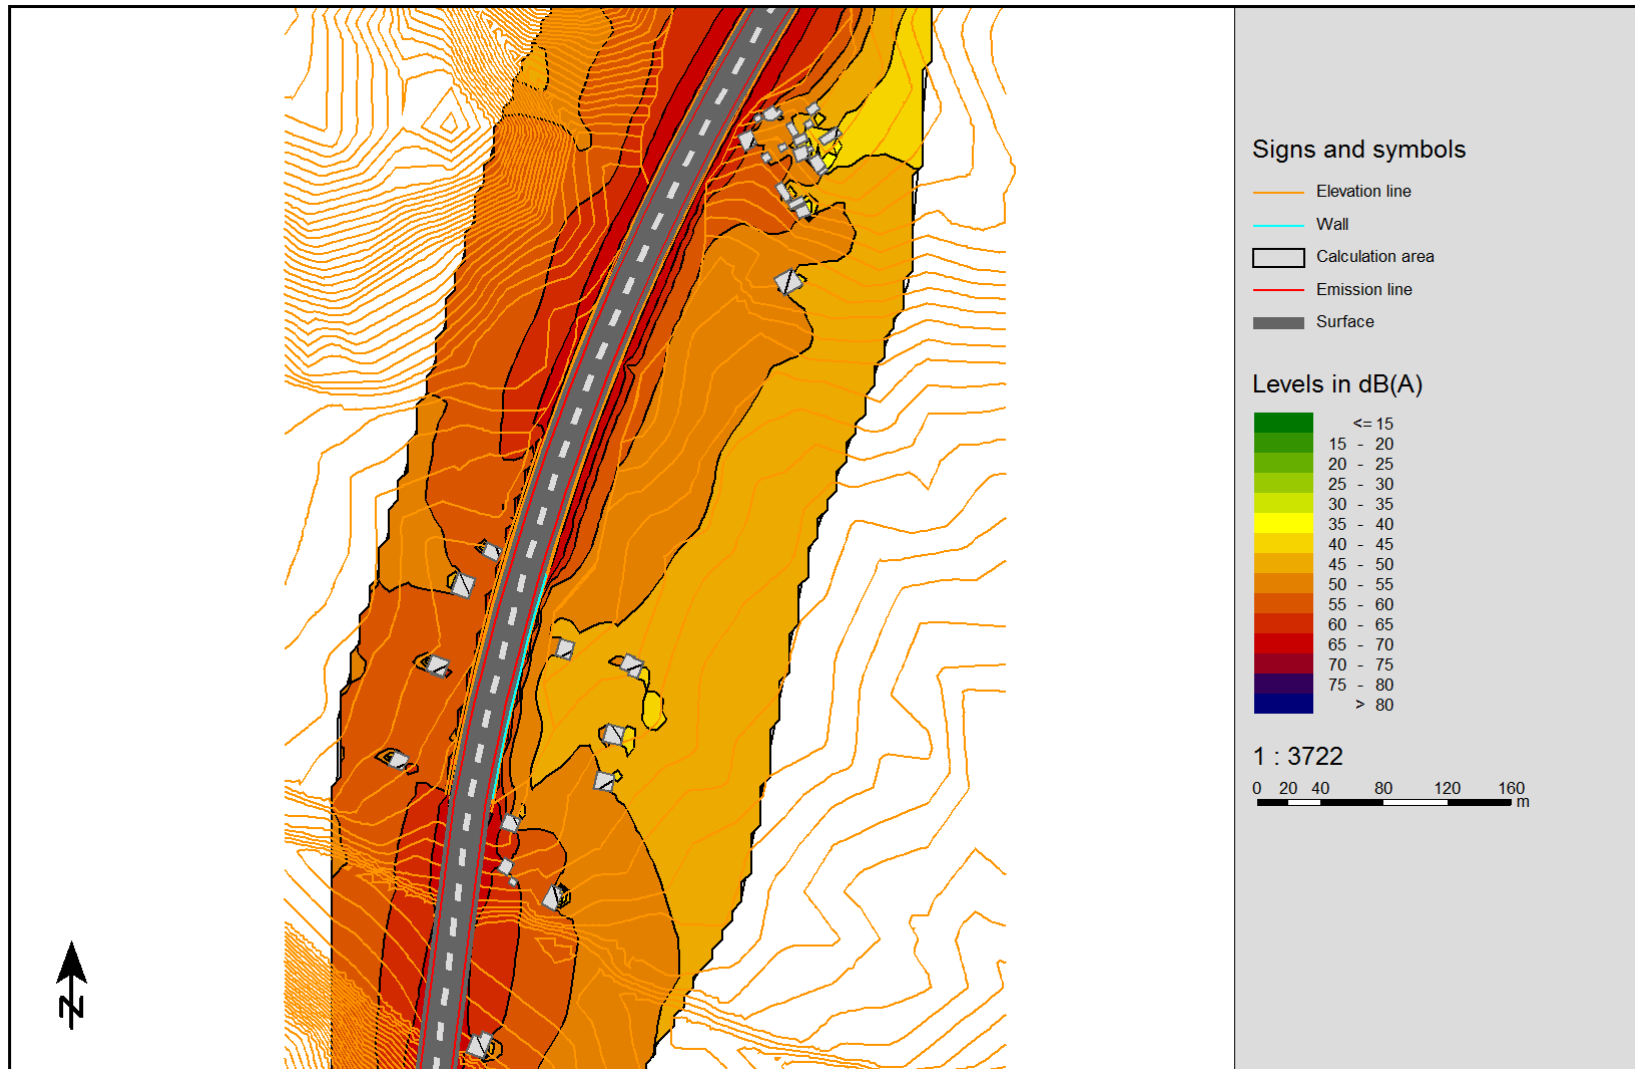 Signs and symbols
Elevation line
Wall
Calculation area
Emission line
Surface
Levels in dB(A)
<= 15
15 - 20
20 - 25
25 - 30
30 - 35
35 - 40
40 - 45
45 - 50
50 - 55
55 - 60
60 - 65
65 - 70
70 - 75
75 - 80
> 80
1 : 3722
0 20 40 80 120 160
m
N